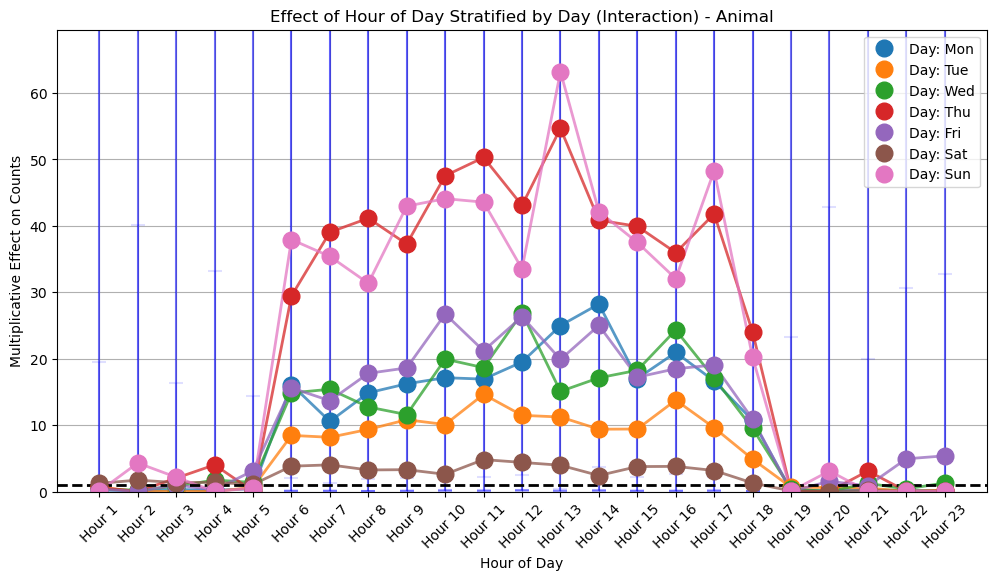 Effect of Hour of Day Stratified by Day (Interaction) - Animal
Multiplicative Effect on Counts
60
50
40
30
20
10
0
Day: Mon
Day: Tue
Day: Wed
Day: Thu
Day: Fri
Day: Sat
Day: Sun
Hour 1
Hour 2
Hour 3
Hour 4
Hour 5
Hour 6
Hour 7
Hour 8
Hour 9
Hour 10
Hour 11
Hour 12
Hour 13
Hour 14
Hour 15
Hour 16
Hour 17
Hour 18
Hour 19
Hour 20
Hour 21
Hour 22
Hour 23
Hour of Day